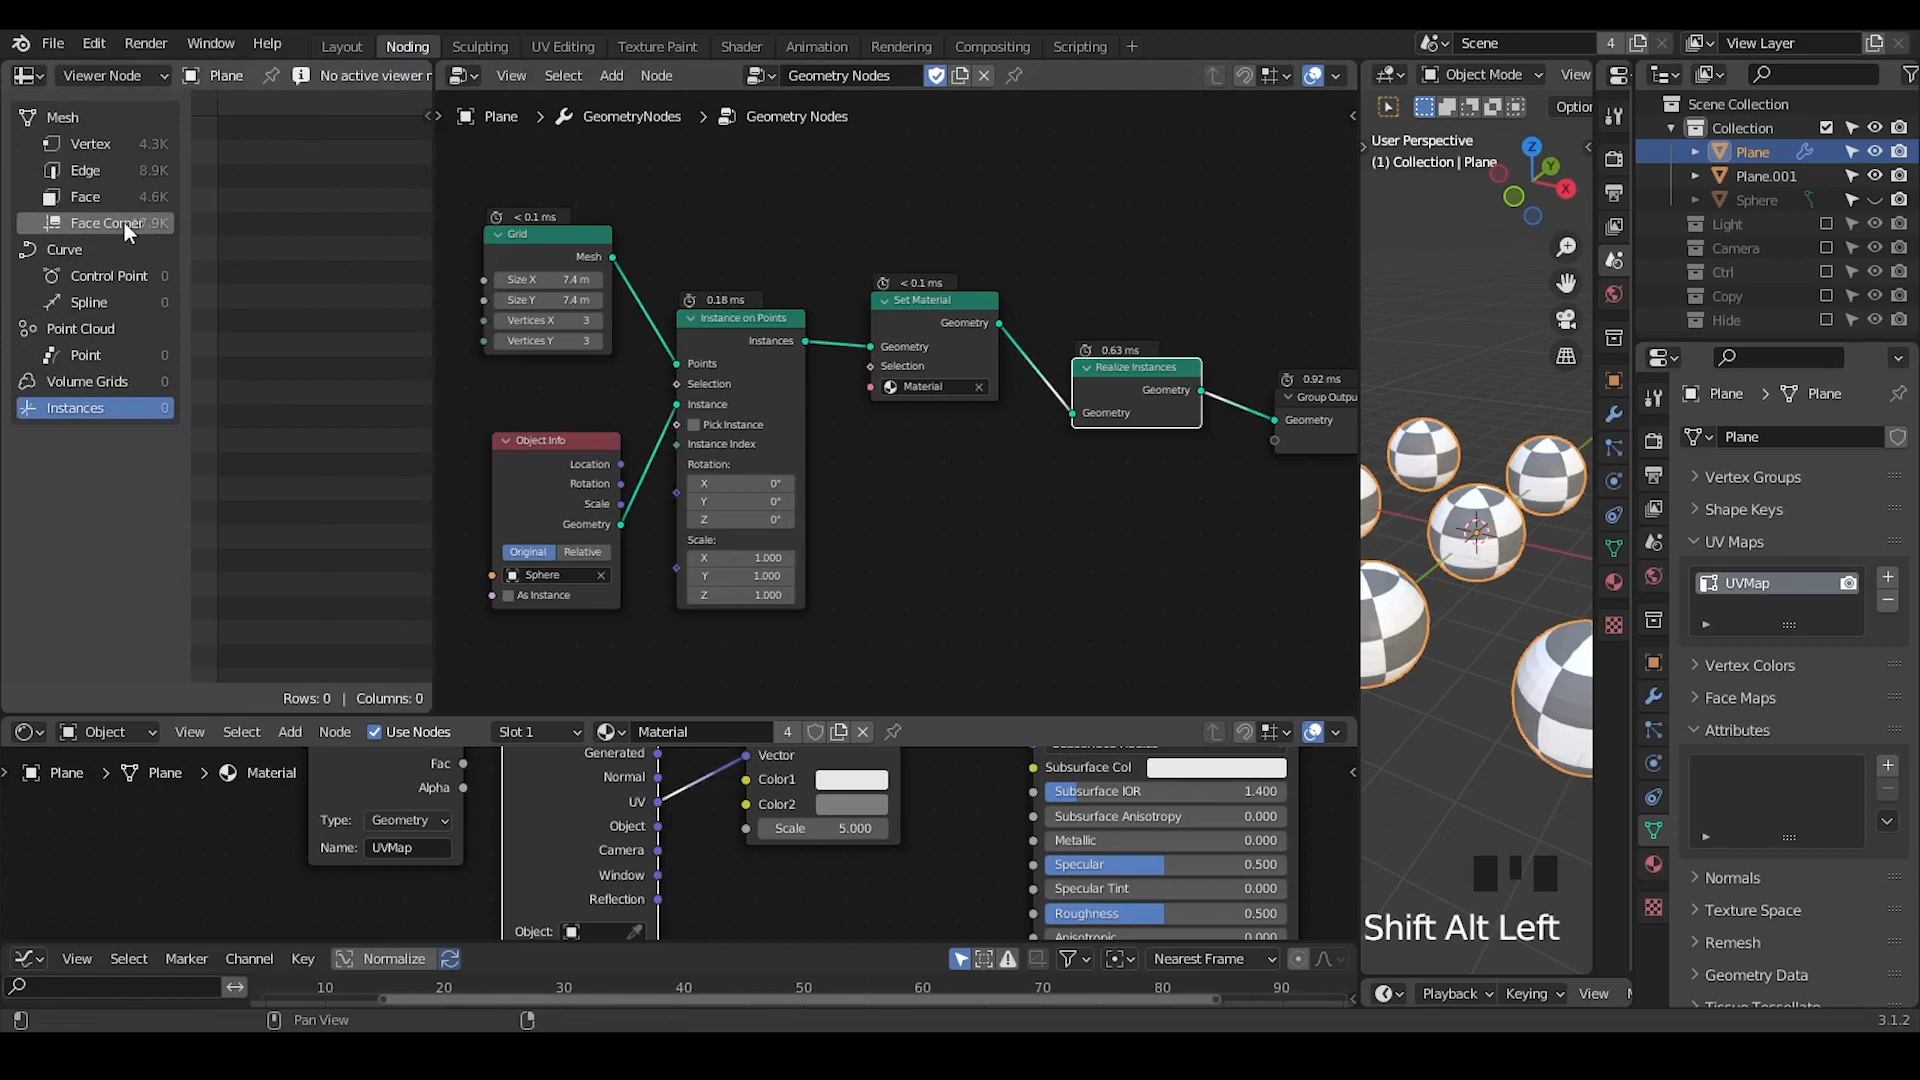 File Edit Render Window Help Layout Noding Sculpting UV Editing Texture Paint Shader Animation Rendering Compositing Scripting + Scene 4 View Layer
Viewer Node Plane No active viewer n View Select Add Node Geometry Nodes Object Mode View
Plane > GeometryNodes > Geometry Nodes
Mesh
Vertex 4.3K
Edge 8.9K
Face 4.6K
Face Corner 7.9K
Curve
Control Point 0
Spline 0
Point Cloud
Point 0
Volume Grids 0
Instances 0
Rows: 0 | Columns: 0
< 0.1 ms
Grid
Mesh
Size X 7.4 m
Size Y 7.4 m
Vertices X 3
Vertices Y 3
Object Info
Location
Rotation
Scale
Geometry
Original Relative
Sphere
As Instance
0.18 ms
Instance on Points
Instances
Points
Selection
Instance
Pick Instance
Instance Index
Rotation:
X 0°
Y 0°
Z 0°
Scale:
X 1.000
Y 1.000
Z 1.000
< 0.1 ms
Set Material
Geometry
Geometry
Selection
Material
0.63 ms
Realize Instances
Geometry
Geometry
0.92 ms
Group Outpu
Geometry
Option
User Perspective
(1) Collection | Plane
Z
Y
X
Shift Alt Left
Scene Collection
Collection
Plane
Plane.001
Sphere
Light
Camera
Ctrl
Copy
Hide
Plane > Plane
Plane
Vertex Groups
Shape Keys
UV Maps
UVMap
Vertex Colors
Face Maps
Attributes
Normals
Texture Space
Remesh
Geometry Data
Object View Select Add Node Use Nodes Slot 1 Material 4
Plane > Plane > Material
Fac
Alpha
Type: Geometry
Name: UVMap
Generated
Normal
UV
Object
Camera
Window
Reflection
Object:
Vector
Color1
Color2
Scale 5.000
Subsurface Col
Subsurface IOR 1.400
Subsurface Anisotropy 0.000
Metallic 0.000
Specular 0.500
Specular Tint 0.000
Roughness 0.500
Anisotropic 0.000
View Select Marker Channel Key Normalize Nearest Frame
10 20 30 40 50 60 70 80 90
Playback Keying View
Pan View
3.1.2